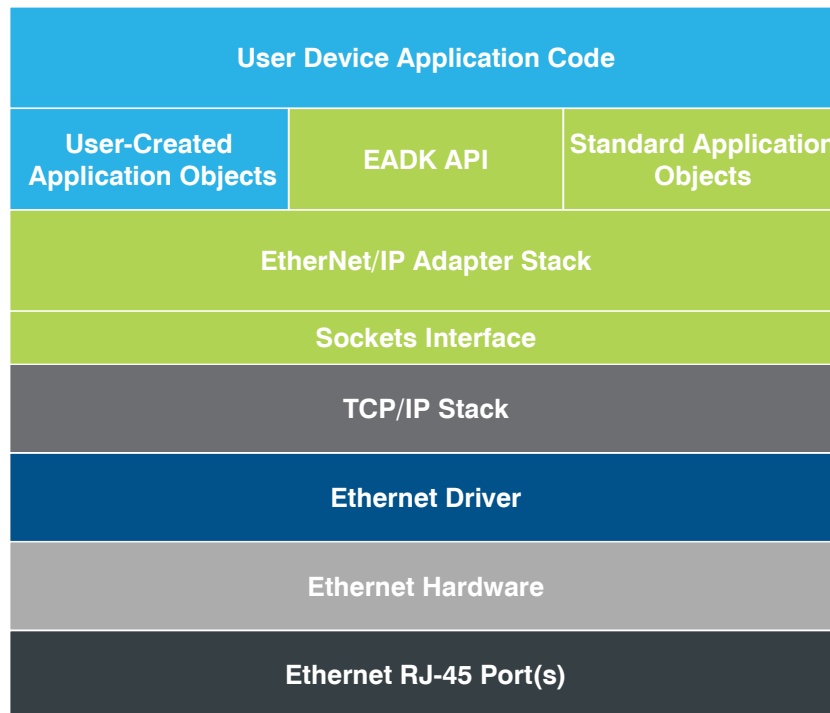 User Device Application Code
User-Created
Application Objects
EADK API
Standard Application
Objects
EtherNet/IP Adapter Stack
Sockets Interface
TCP/IP Stack
Ethernet Driver
Ethernet Hardware
Ethernet RJ-45 Port(s)